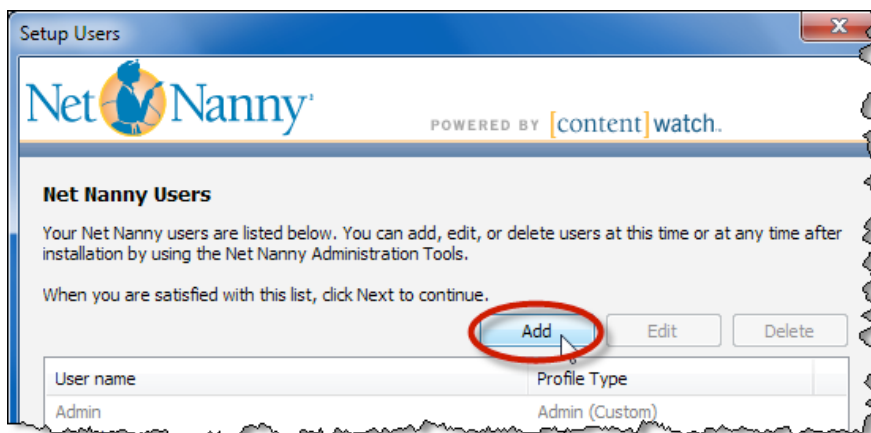 Setup Users
Net Nanny
POWERED BY [content]watch.
Net Nanny Users
Your Net Nanny users are listed below. You can add, edit, or delete users at this time or at any time after
installation by using the Net Nanny Administration Tools.
When you are satisfied with this list, click Next to continue.
Add Edit Delete
User name Profile Type
Admin Admin (Custom)